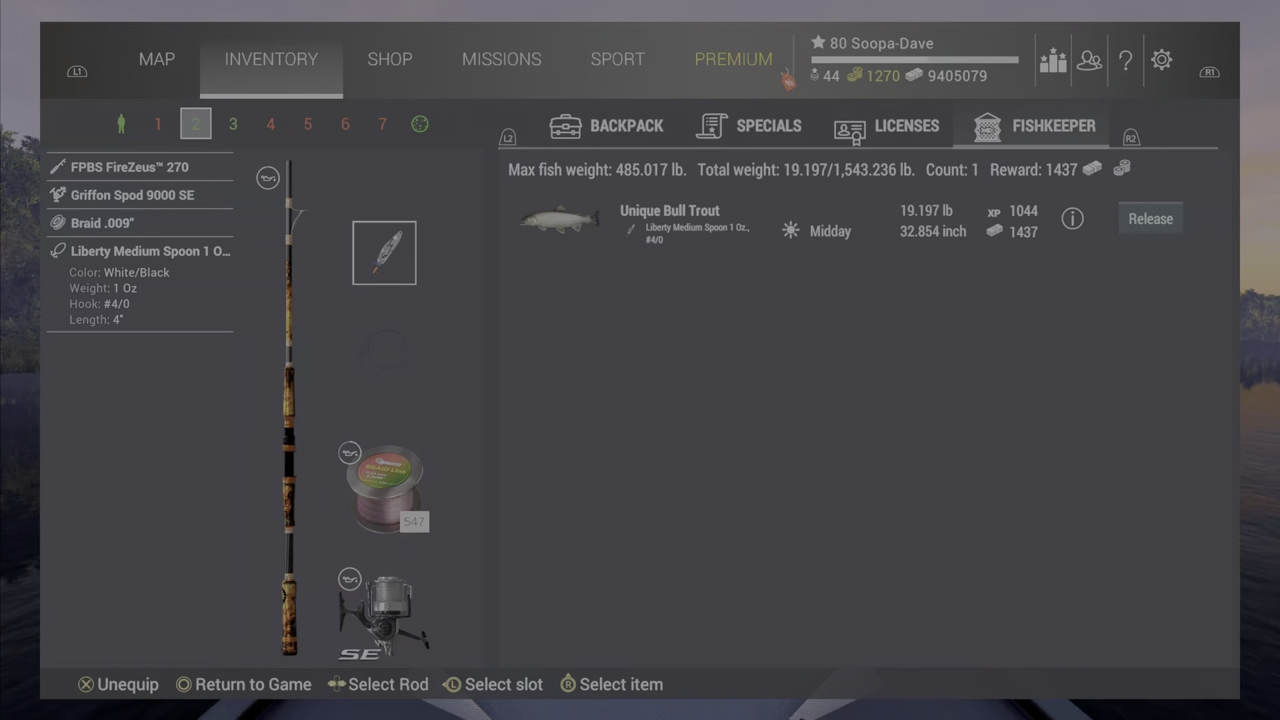 L1
MAP
INVENTORY
SHOP
MISSIONS
SPORT
PREMIUM
80 Soopa-Dave
44 1270 9405079
?
R1
1 2 3 4 5 6 7
L2
BACKPACK
SPECIALS
LICENSES
FISHKEEPER
R2
FPBS FireZeus™ 270
Griffon Spod 9000 SE
Braid .009"
Liberty Medium Spoon 1 O...
Color: White/Black
Weight: 1 Oz
Hook: #4/0
Length: 4"
BRAID Line
547
SE
Max fish weight: 485.017 lb. Total weight: 19.197/1,543.236 lb. Count: 1 Reward: 1437
Unique Bull Trout
Liberty Medium Spoon 1 Oz.,
#4/0
Midday
19.197 lb
32.854 inch
XP 1044
1437
Release
Unequip
Return to Game
Select Rod
L Select slot
R Select item